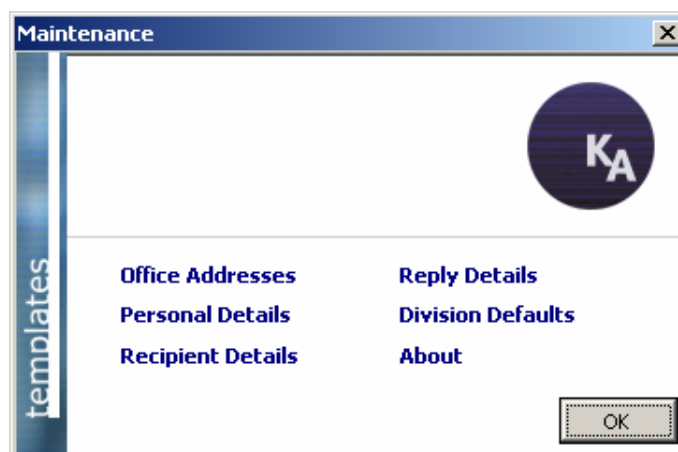 Maintenance
KA
templates
Office Addresses
Reply Details
Personal Details
Division Defaults
Recipient Details
About
OK